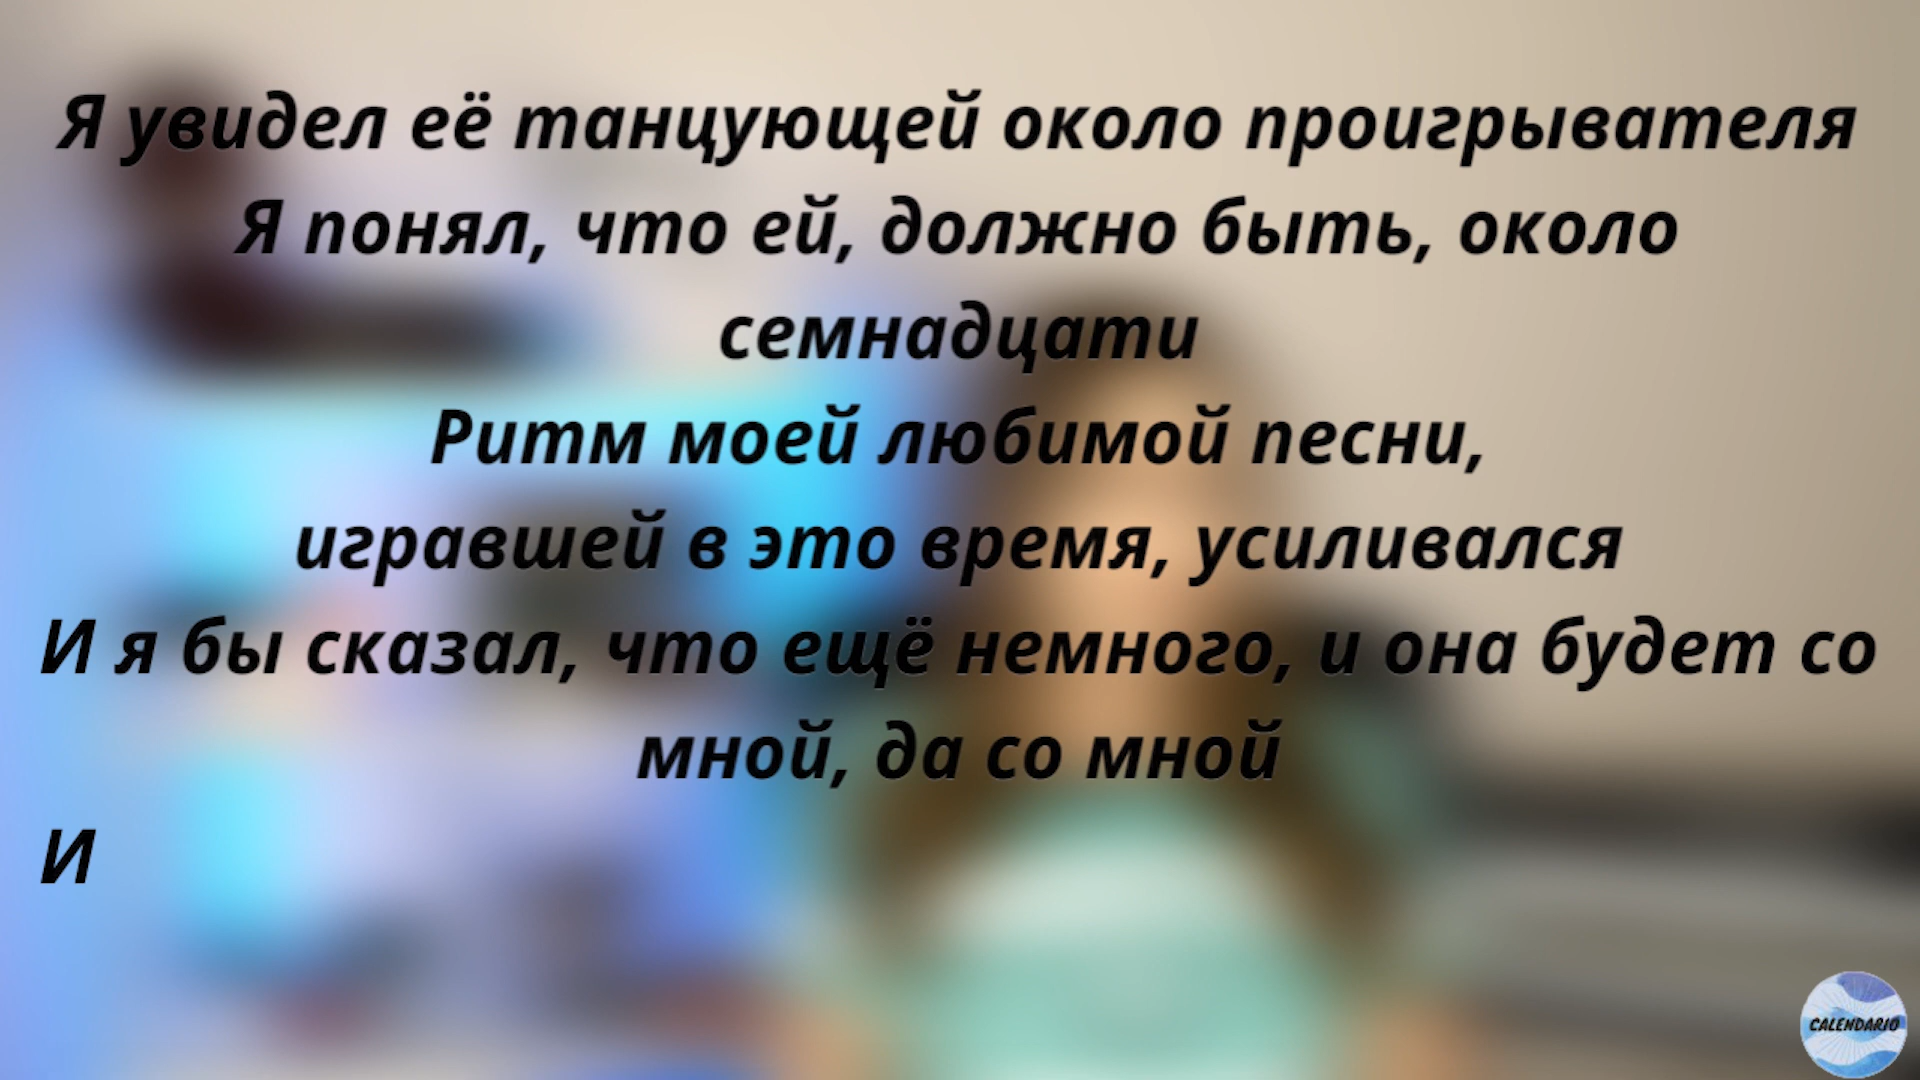 Я увидел её танцующей около проигрывателя
Я понял, что ей, должно быть, около
семнадцати
Ритм моей любимой песни,
игравшей в это время, усиливался
И я бы сказал, что ещё немного, и она будет со
мной, да со мной
И
CALENDARIO